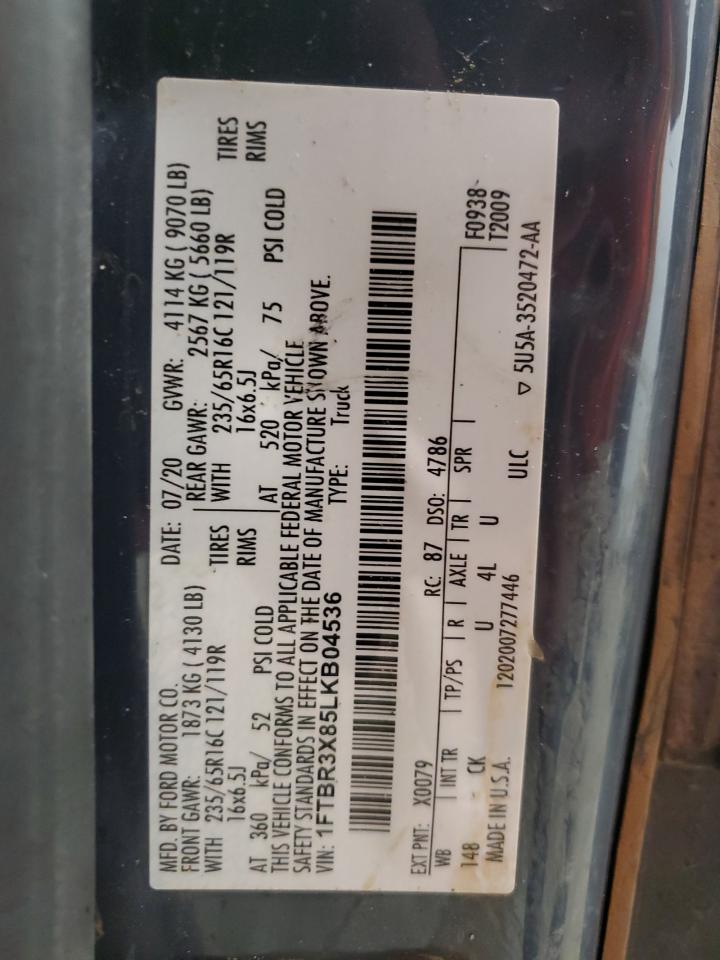 MFD. BY FORD MOTOR CO. DATE: 07/20 GVWR: 4114 KG ( 9070 LB)
FRONT GAWR: 1873 KG ( 4130 LB) REAR GAWR: 2567 KG ( 5660 LB)
WITH 235/65R16C 121/119R TIRES WITH 235/65R16C 121/119R TIRES
16x6.5J RIMS 16x6.5J RIMS
AT 360 kPa/ 52 PSI COLD AT 520 kPa/ 75 PSI COLD
THIS VEHICLE CONFORMS TO ALL APPLICABLE FEDERAL MOTOR VEHICLE
SAFETY STANDARDS IN EFFECT ON THE DATE OF MANUFACTURE SHOWN ABOVE.
VIN: 1FTBR3X85LKB04536 TYPE: Truck
EXT PNT: X0079 RC: 87 DSO: 4786 F0938
WB INT TR TP/PS R AXLE TR SPR T2009
148 CK U 4L U
MADE IN U.S.A. 1202007277446 ULC ▽ 5U5A-3520472-AA